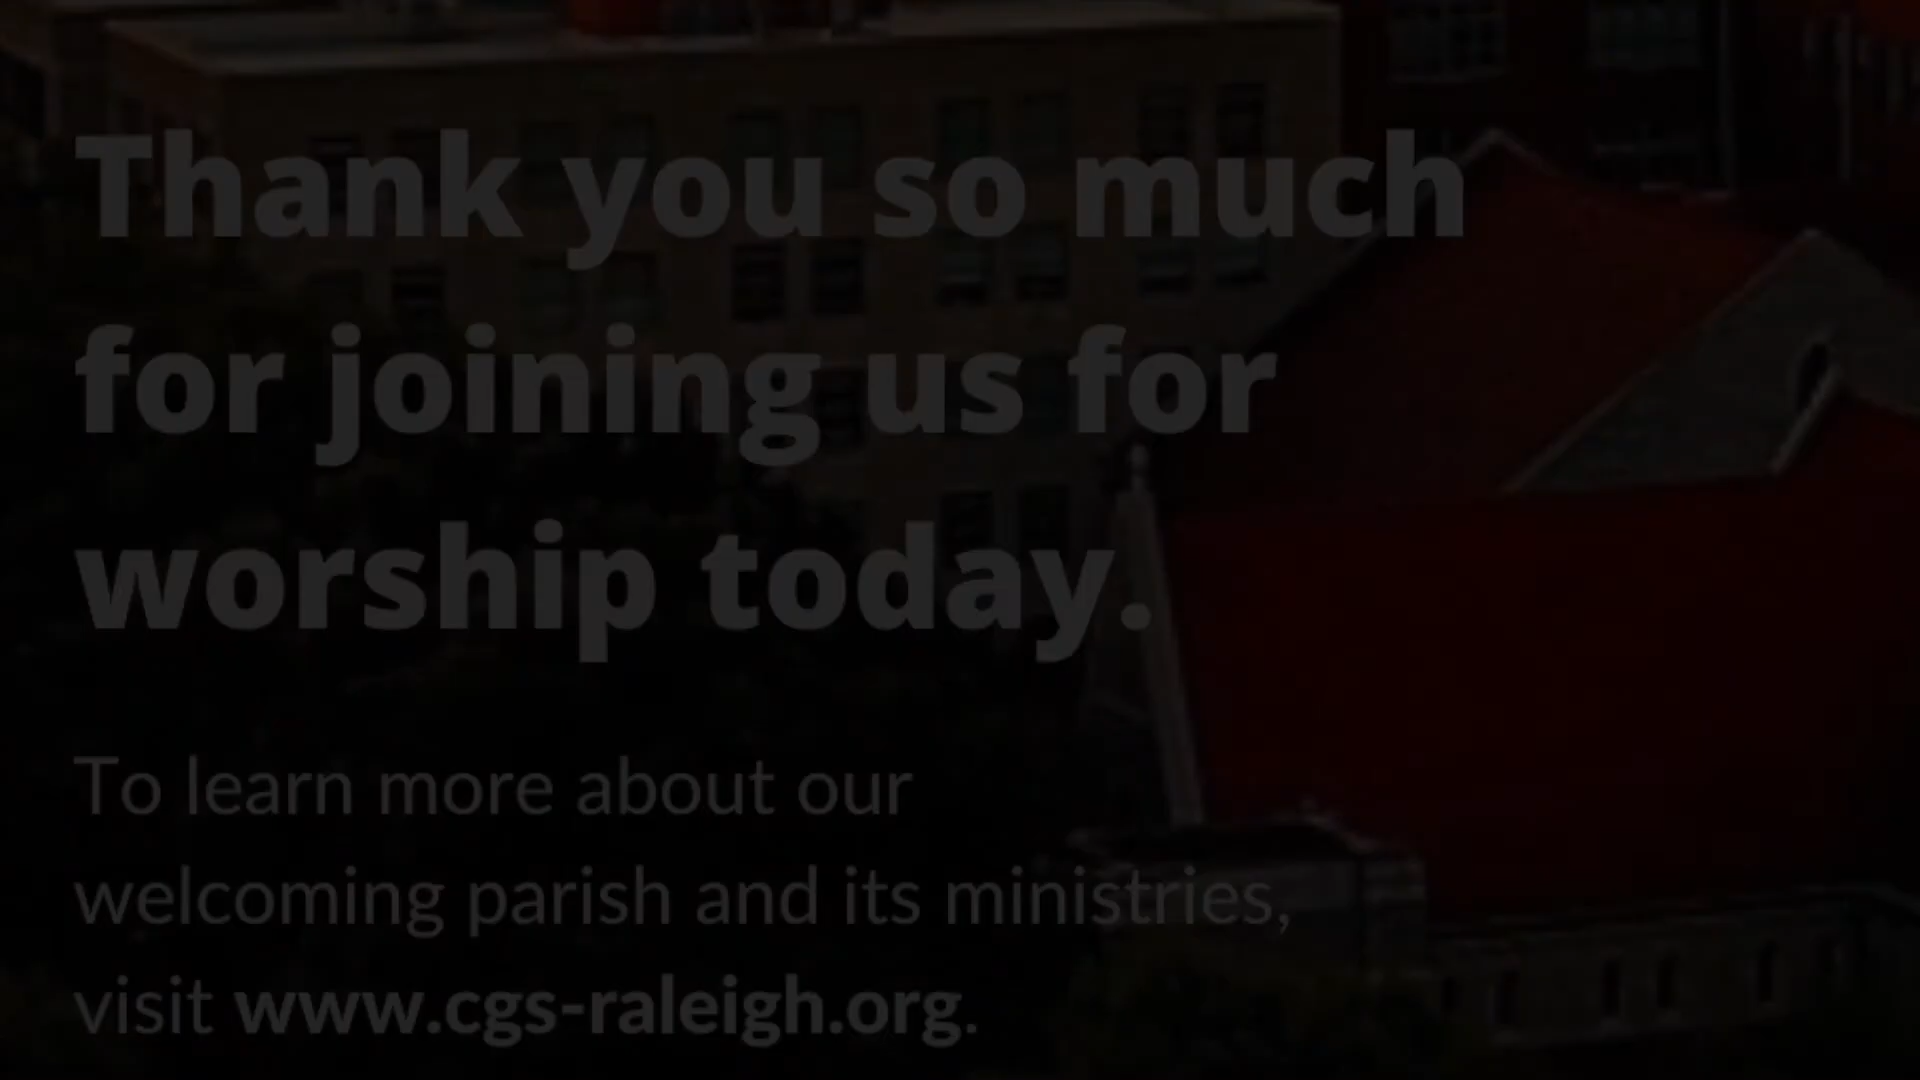 Thank you so much
for joining us for
worship today.
To learn more about our
welcoming parish and its ministries,
visit www.cgs-raleigh.org.